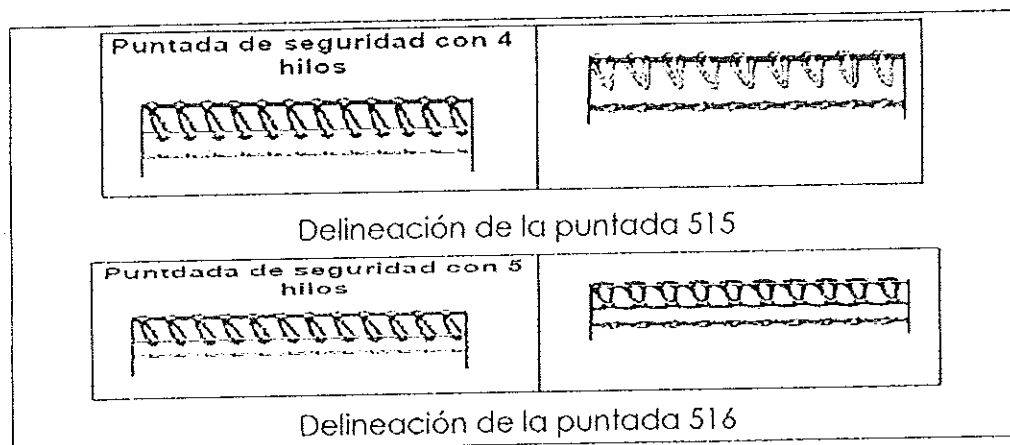 Puntada de seguridad con 4
hilos
Delineación de la puntada 515
Puntdada de seguridad con 5
hilos
Delineación de la puntada 516